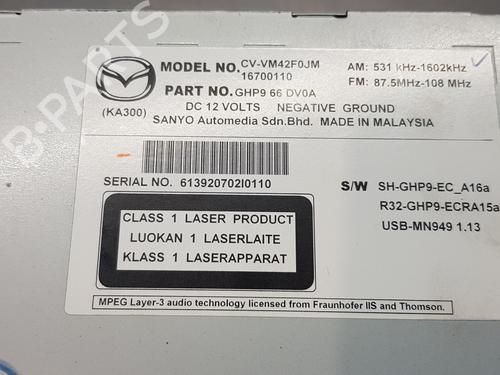 MODEL NO. CV-VM42F0JM
16700110
AM: 531 kHz-1602kHz
FM: 87.5MHz-108 MHz
PART NO. GHP9 66 DV0A
(KA300)
DC 12 VOLTS NEGATIVE GROUND
SANYO Automedia Sdn.Bhd. MADE IN MALAYSIA
SERIAL NO. 613920702I0110
S/W SH-GHP9-EC_A16a
R32-GHP9-ECRA15a
USB-MN949 1.13
CLASS 1 LASER PRODUCT
LUOKAN 1 LASERLAITE
KLASS 1 LASERAPPARAT
MPEG Layer-3 audio technology licensed from Fraunhofer IIS and Thomson.
B-PARTS